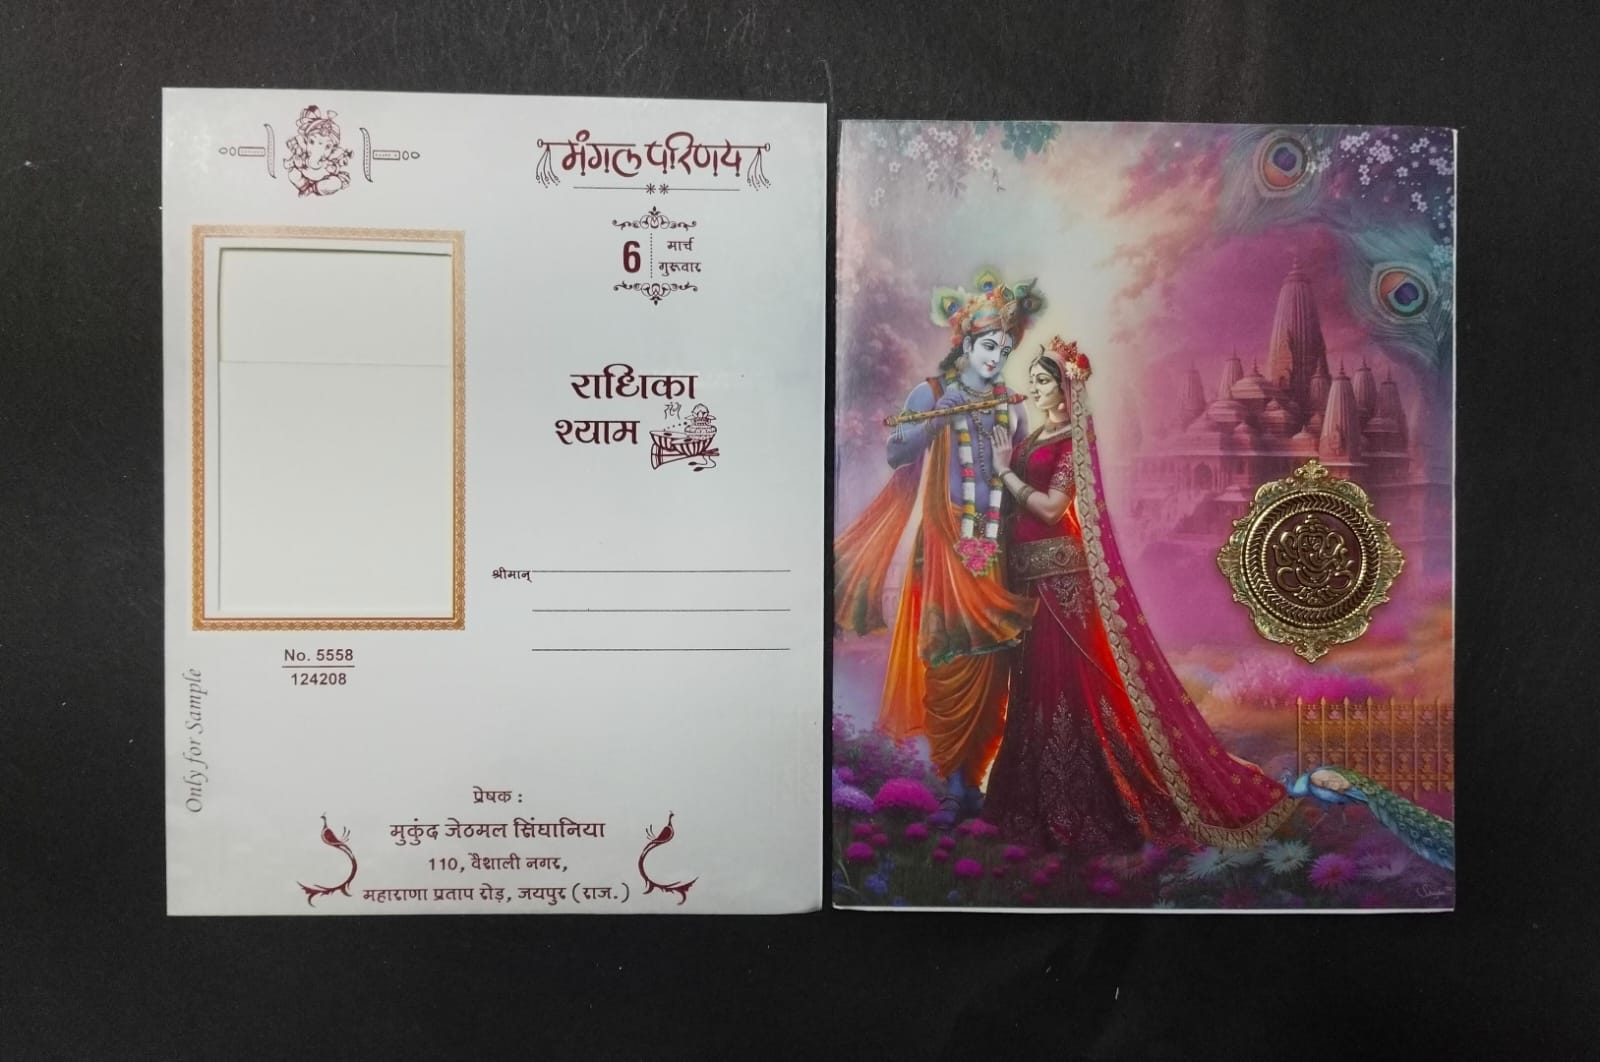 मंगल परिणय
6 मार्च
गुरूवार
राधिका
संग
श्याम
श्रीमान्
No. 5558
124208
Only for Sample
प्रेषक :
मुकुंद जेठमल सिंघानिया
110, वैशाली नगर,
महाराणा प्रताप रोड़, जयपुर (राज.)